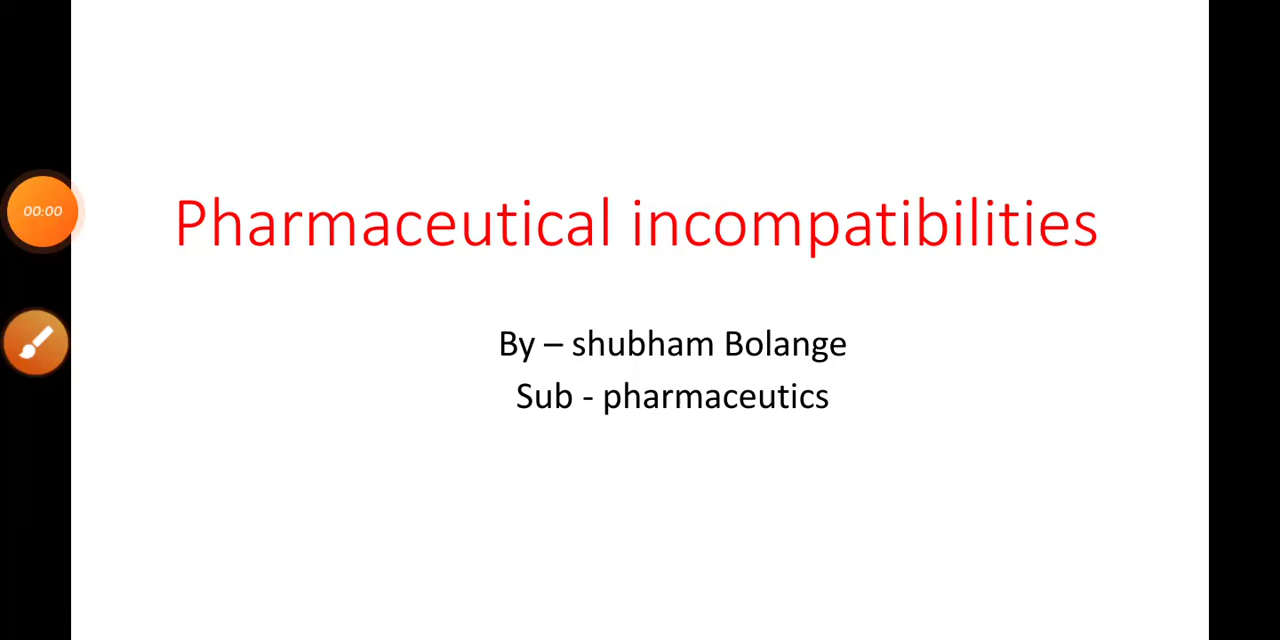 Pharmaceutical incompatibilities
00:00
By – shubham Bolange
Sub - pharmaceutics